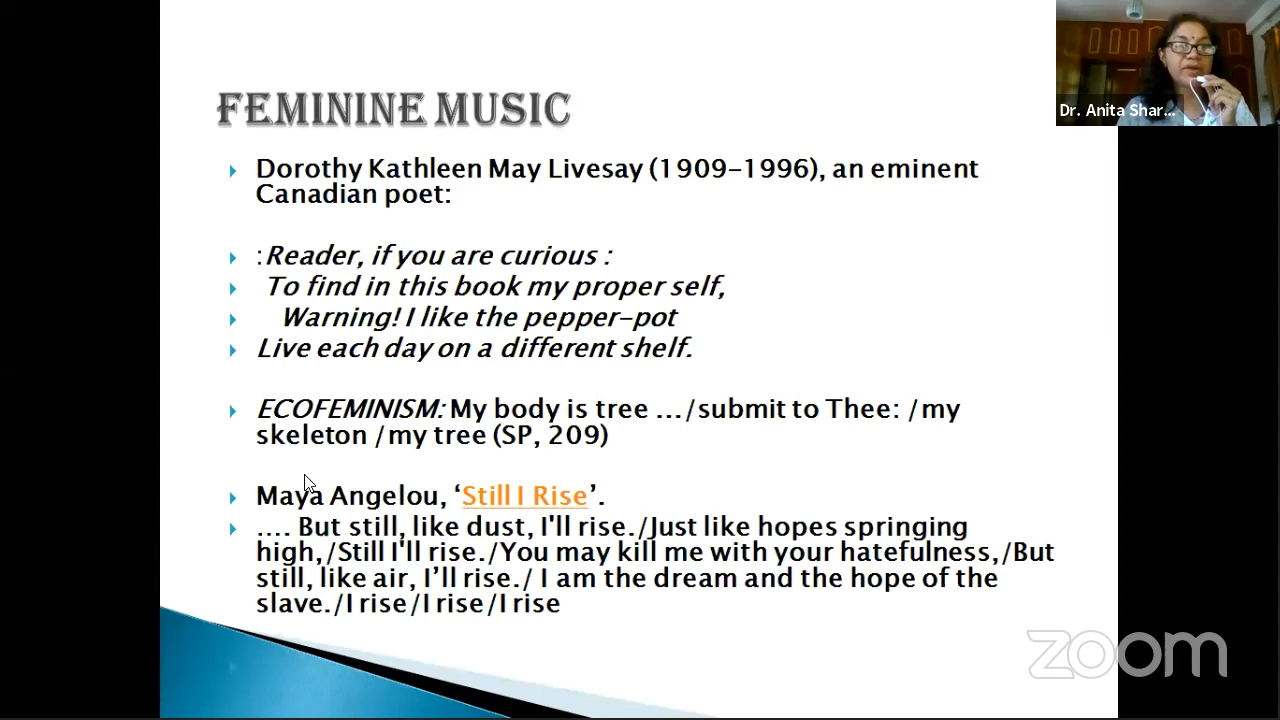 FEMININE MUSIC
Dorothy Kathleen May Livesay (1909-1996), an eminent
Canadian poet:
:Reader, if you are curious :
To find in this book my proper self,
Warning! I like the pepper-pot
Live each day on a different shelf.
ECOFEMINISM: My body is tree …/submit to Thee: /my
skeleton /my tree (SP, 209)
Maya Angelou, ‘Still I Rise’.
…. But still, like dust, I'll rise./Just like hopes springing
high,/Still I'll rise./You may kill me with your hatefulness,/But
still, like air, I’ll rise./ I am the dream and the hope of the
slave./I rise/I rise/I rise
Dr. Anita Shar...
zoom